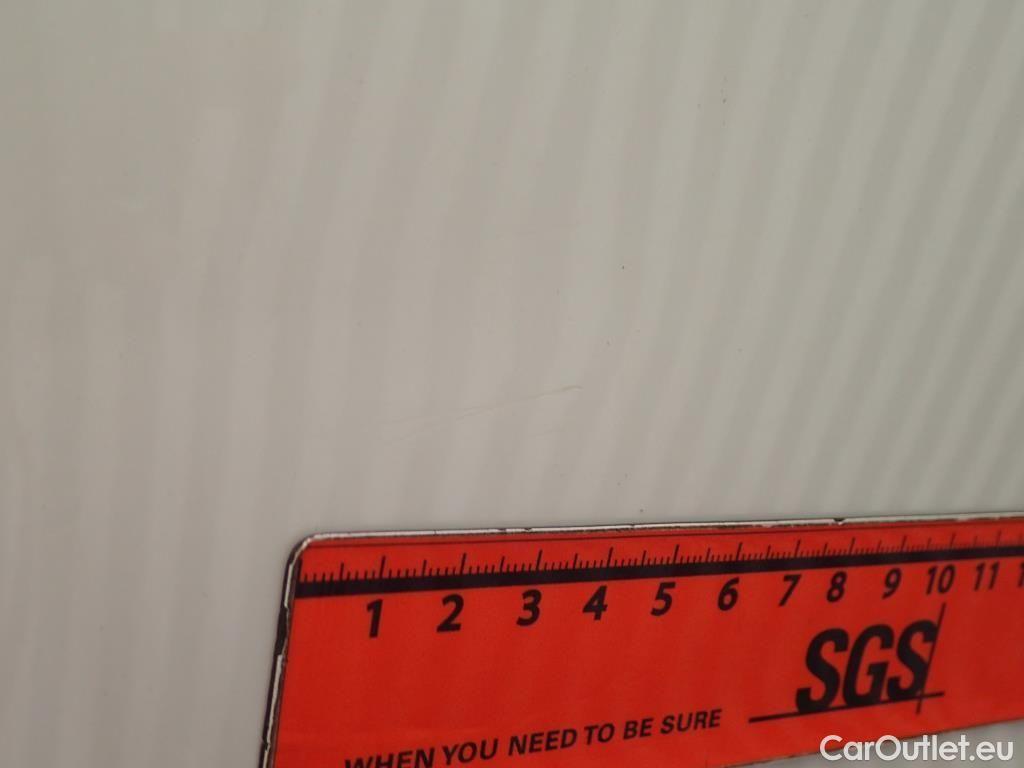 1 2 3 4 5 6 7 8 9 10 11
SGS
WHEN YOU NEED TO BE SURE
CarOutlet.eu